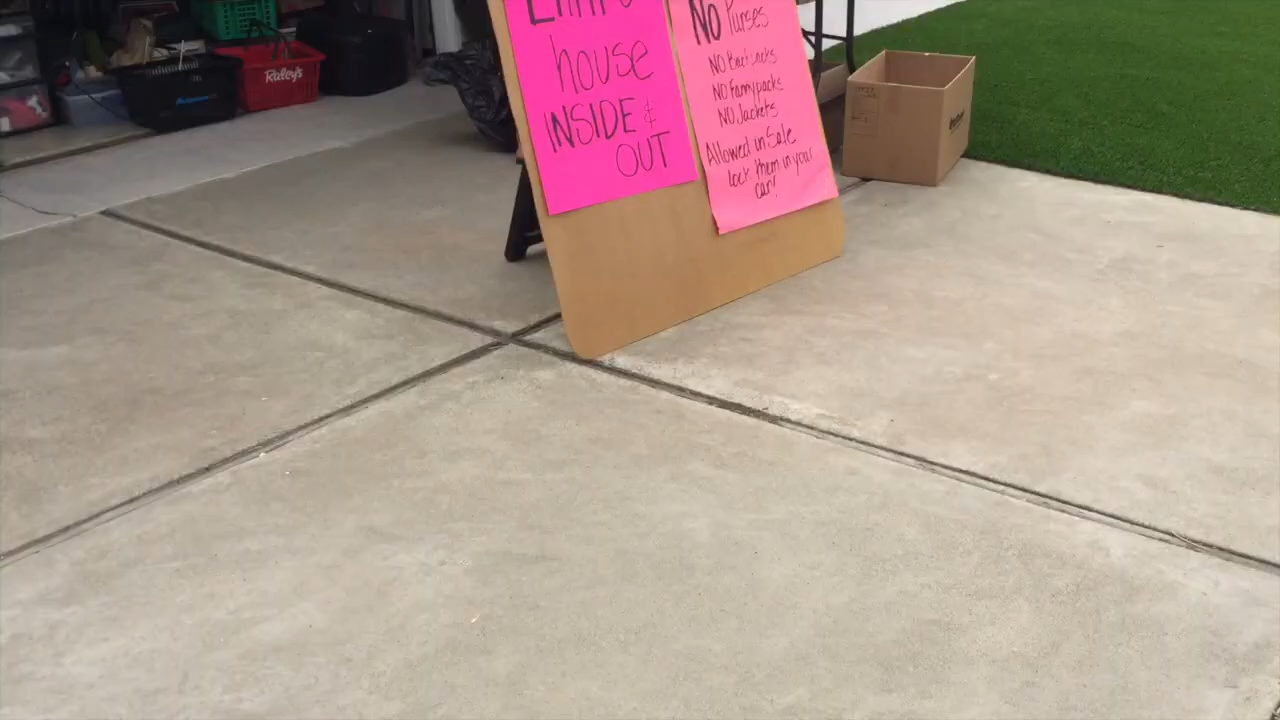 house
INSIDE &
OUT
NO Purses
NO Backpacks
NO Fannypacks
NO Jackets
Allowed in Sale
lock them in your
car!
Raley's